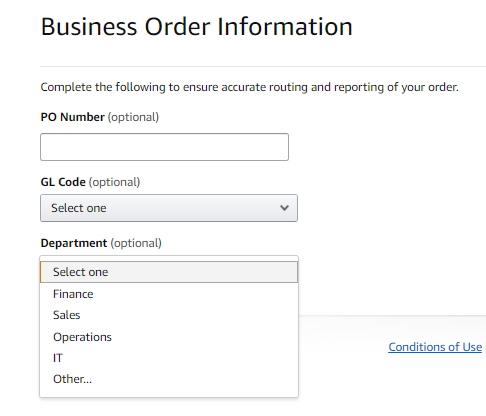 Business Order Information
Complete the following to ensure accurate routing and reporting of your order.
PO Number (optional)
GL Code (optional)
Select one
Department (optional)
Select one
Finance
Sales
Operations
IT
Other...
Conditions of Use